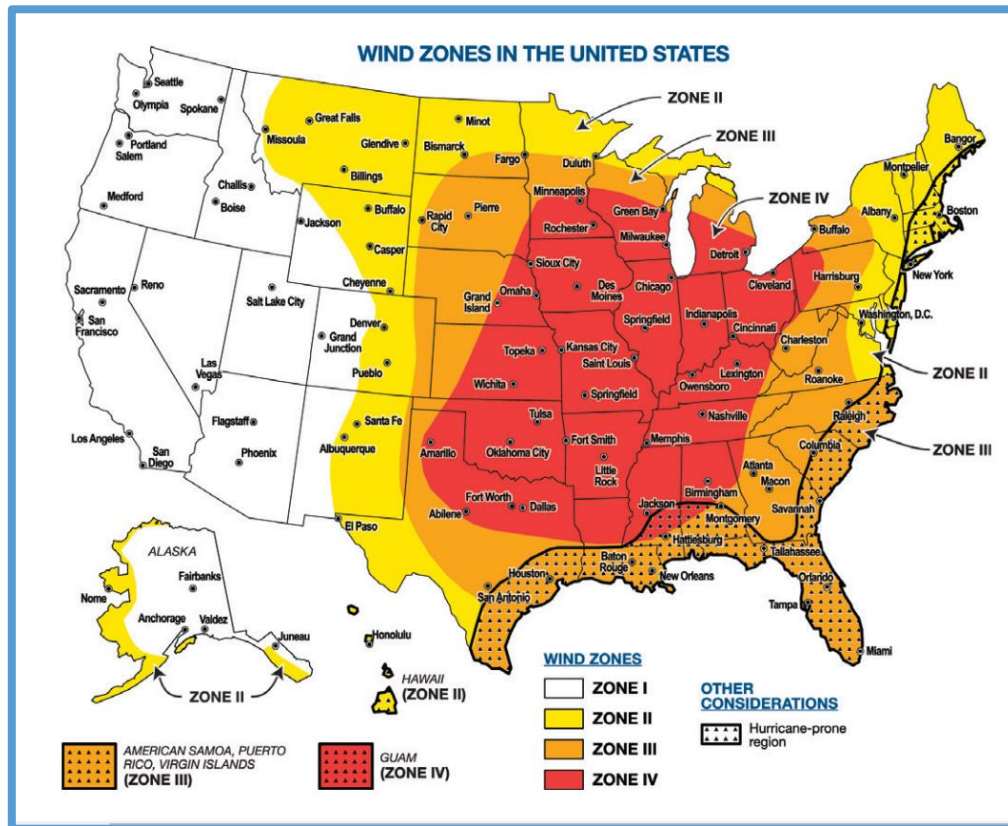 WIND ZONES IN THE UNITED STATES
Seattle
Olympia
Spokane
Portland
Salem
Medford
Missoula
Great Falls
Glendive
Billings
Challis
Boise
Jackson
Buffalo
Casper
Cheyenne
Minot
Bismarck
Fargo
Duluth
ZONE II
ZONE III
ZONE IV
Bangor
Montpelier
Albany
Boston
Buffalo
New York
Harrisburg
Washington, D.C.
Rapid City
Pierre
Minneapolis
Rochester
Green Bay
Milwaukee
Detroit
Cleveland
Sioux City
Des Moines
Chicago
Omaha
Grand Island
Springfield
Indianapolis
Cincinnati
Charleston
Roanoke
ZONE II
Sacramento
San Francisco
Reno
Salt Lake City
Grand Junction
Denver
Pueblo
Topeka
Kansas City
Saint Louis
Owensboro
Lexington
Wichita
Springfield
Nashville
Raleigh
ZONE III
Las Vegas
Los Angeles
San Diego
Flagstaff
Phoenix
Santa Fe
Albuquerque
El Paso
Amarillo
Tulsa
Oklahoma City
Fort Smith
Little Rock
Memphis
Fort Worth
Dallas
Abilene
Birmingham
Atlanta
Macon
Columbia
Savannah
Jackson
Montgomery
Hattiesburg
Tallahassee
Baton Rouge
New Orleans
Houston
San Antonio
Orlando
Tampa
Miami
ALASKA
Fairbanks
Nome
Anchorage
Valdez
Juneau
ZONE II
Honolulu
HAWAII
(ZONE II)
WIND ZONES
ZONE I
ZONE II
ZONE III
ZONE IV
OTHER
CONSIDERATIONS
Hurricane-prone
region
AMERICAN SAMOA, PUERTO
RICO, VIRGIN ISLANDS
(ZONE III)
GUAM
(ZONE IV)